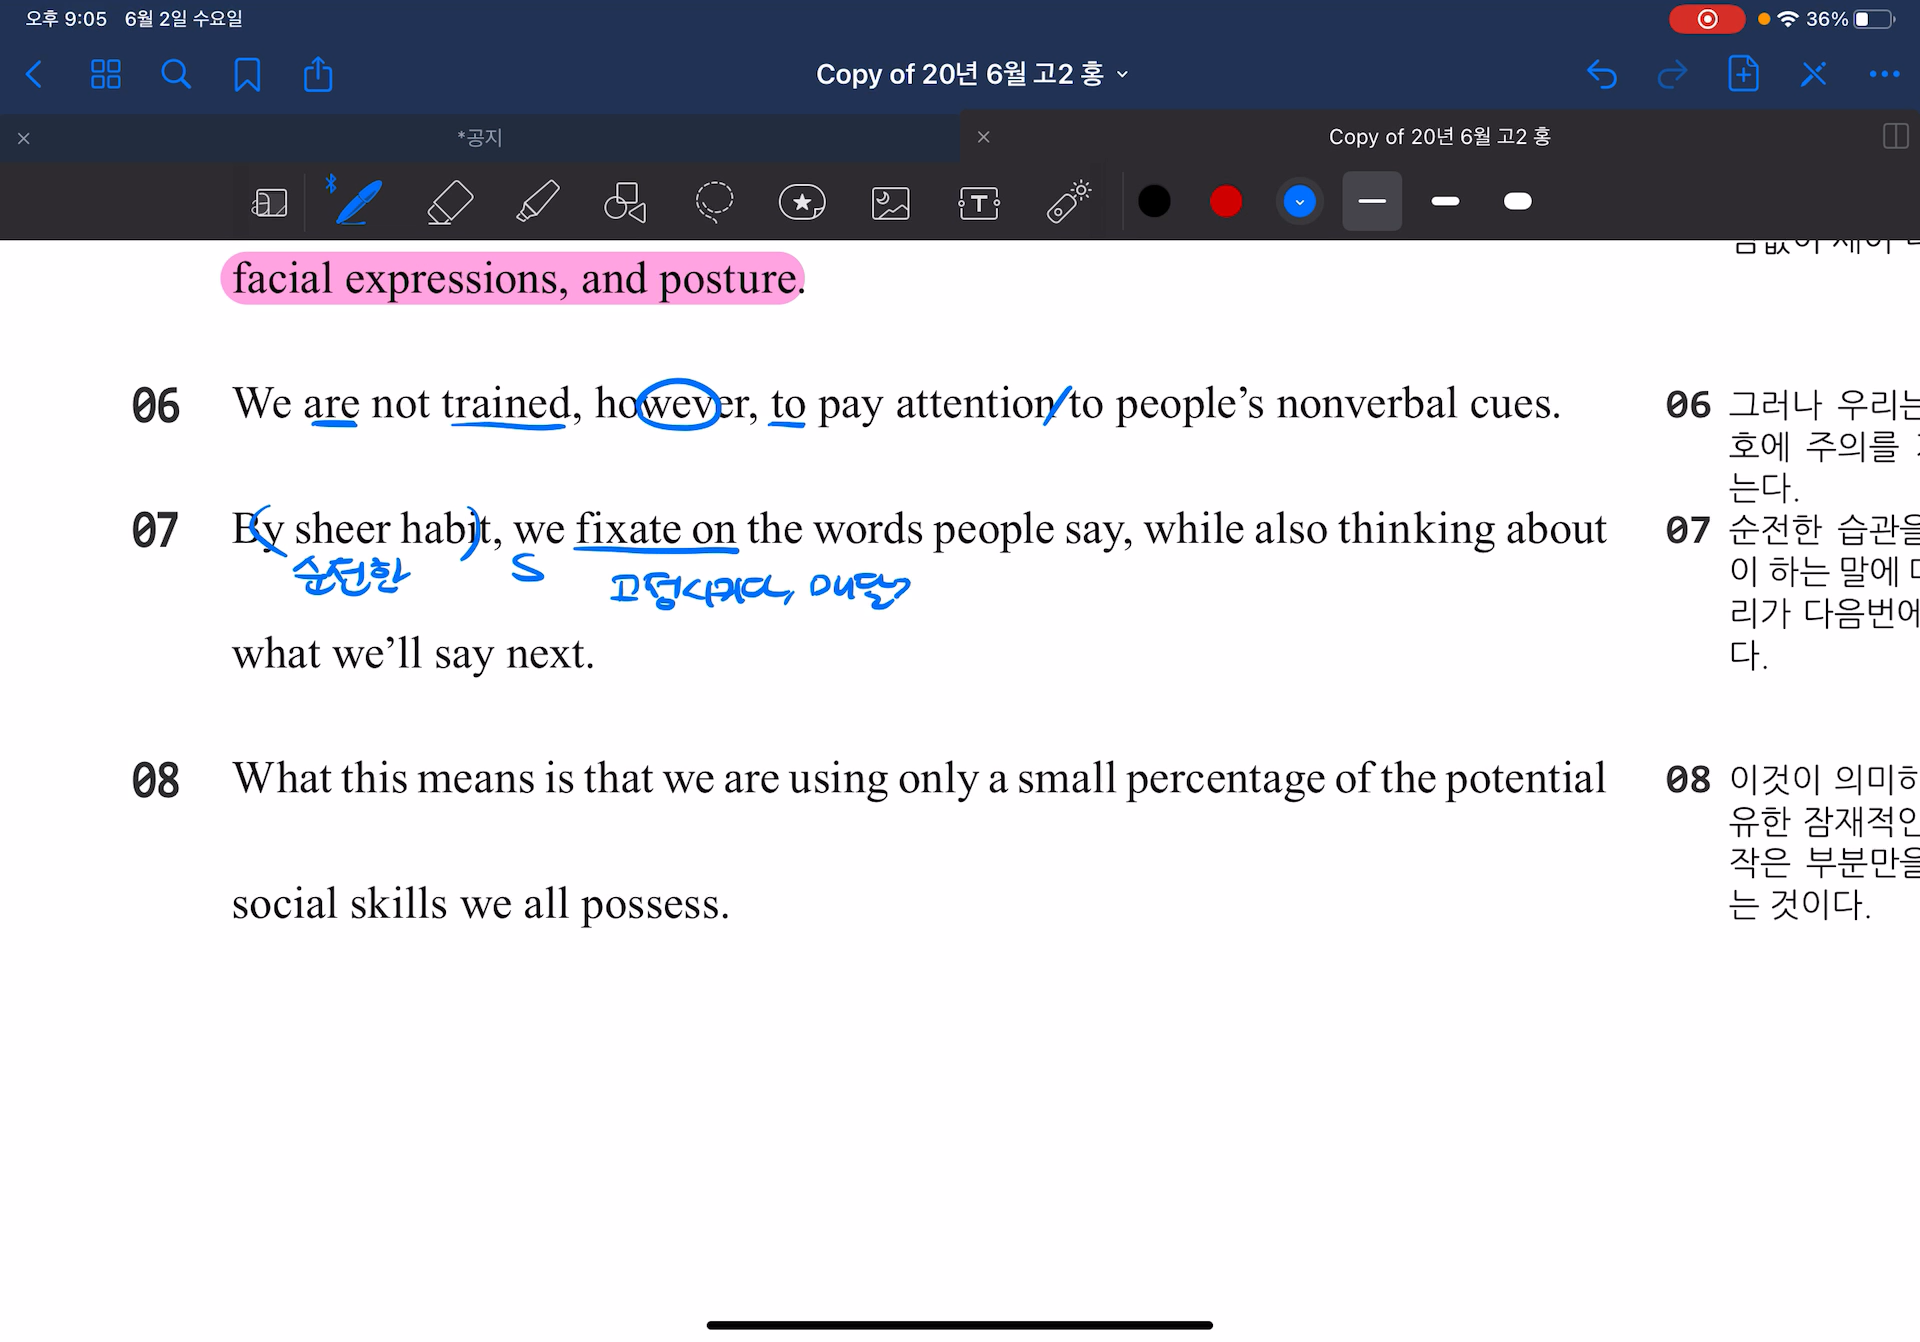 오후 9:05 6월 2일 수요일 36%
Copy of 20년 6월 고2 홍
*공지
Copy of 20년 6월 고2 홍
facial expressions, and posture.
06 We are not trained, however, to pay attention/to people's nonverbal cues.
06 그러나 우리는
호에 주의를
는다.
07 By sheer habit, we fixate on the words people say, while also thinking about
순전한 S 고정시키다, 매달
what we'll say next.
07 순전한 습관을
이 하는 말에
리가 다음번에
다.
08 What this means is that we are using only a small percentage of the potential
social skills we all possess.
08 이것이 의미하
유한 잠재적인
작은 부분만을
는 것이다.